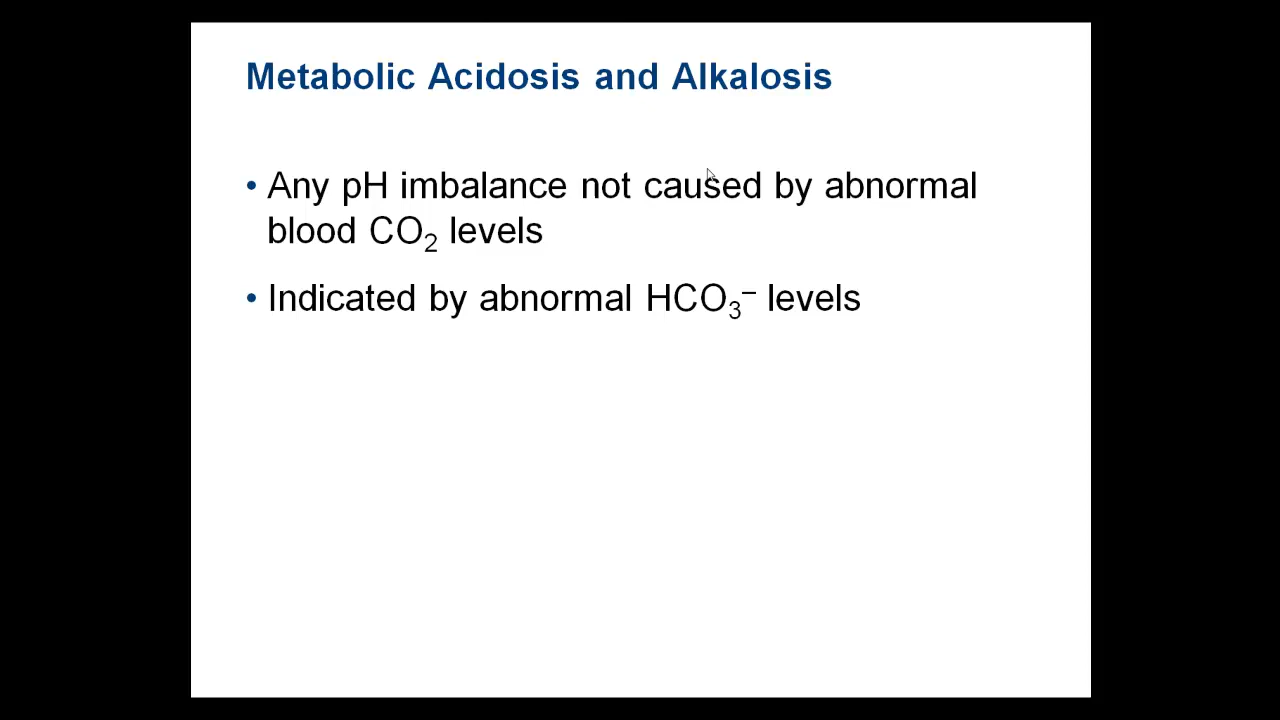 Metabolic Acidosis and Alkalosis
• Any pH imbalance not caused by abnormal
blood CO₂ levels
• Indicated by abnormal HCO₃⁻ levels